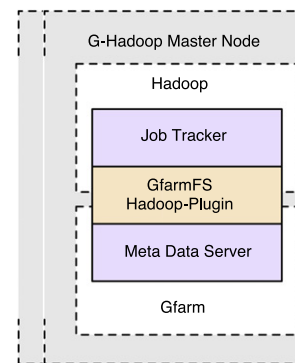 G-Hadoop Master Node
Hadoop
Job Tracker
GfarmFS
Hadoop-Plugin
Meta Data Server
Gfarm